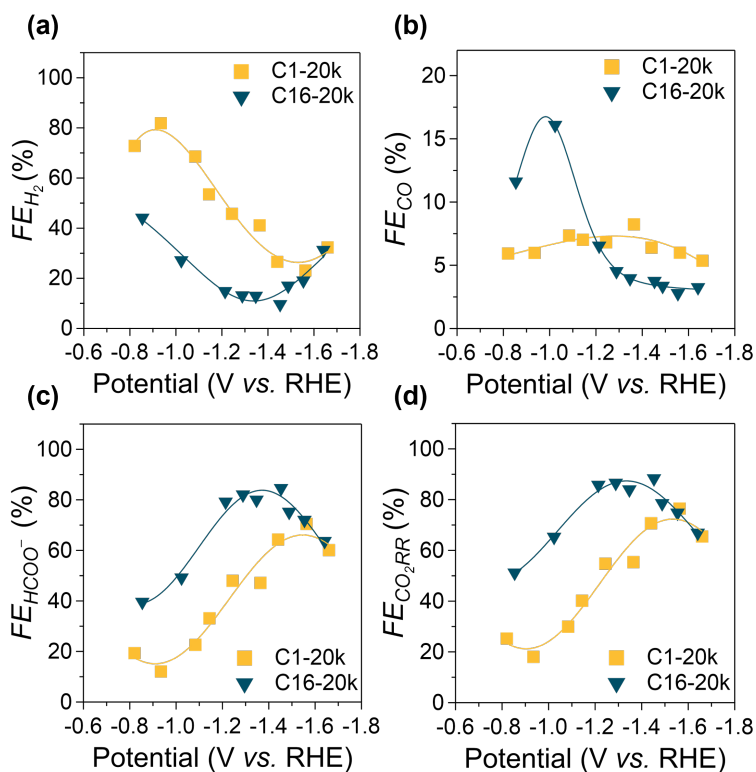 (a)
FE_H2 (%)
100
80
60
40
20
0
C1-20k
C16-20k
-0.6 -0.8 -1.0 -1.2 -1.4 -1.6 -1.8
Potential (V vs. RHE)
(b)
FE_CO (%)
20
15
10
5
0
C1-20k
C16-20k
-0.6 -0.8 -1.0 -1.2 -1.4 -1.6 -1.8
Potential (V vs. RHE)
(c)
FE_HCOO⁻ (%)
100
80
60
40
20
0
C1-20k
C16-20k
-0.6 -0.8 -1.0 -1.2 -1.4 -1.6 -1.8
Potential (V vs. RHE)
(d)
FE_CO2RR (%)
100
80
60
40
20
0
C1-20k
C16-20k
-0.6 -0.8 -1.0 -1.2 -1.4 -1.6 -1.8
Potential (V vs. RHE)